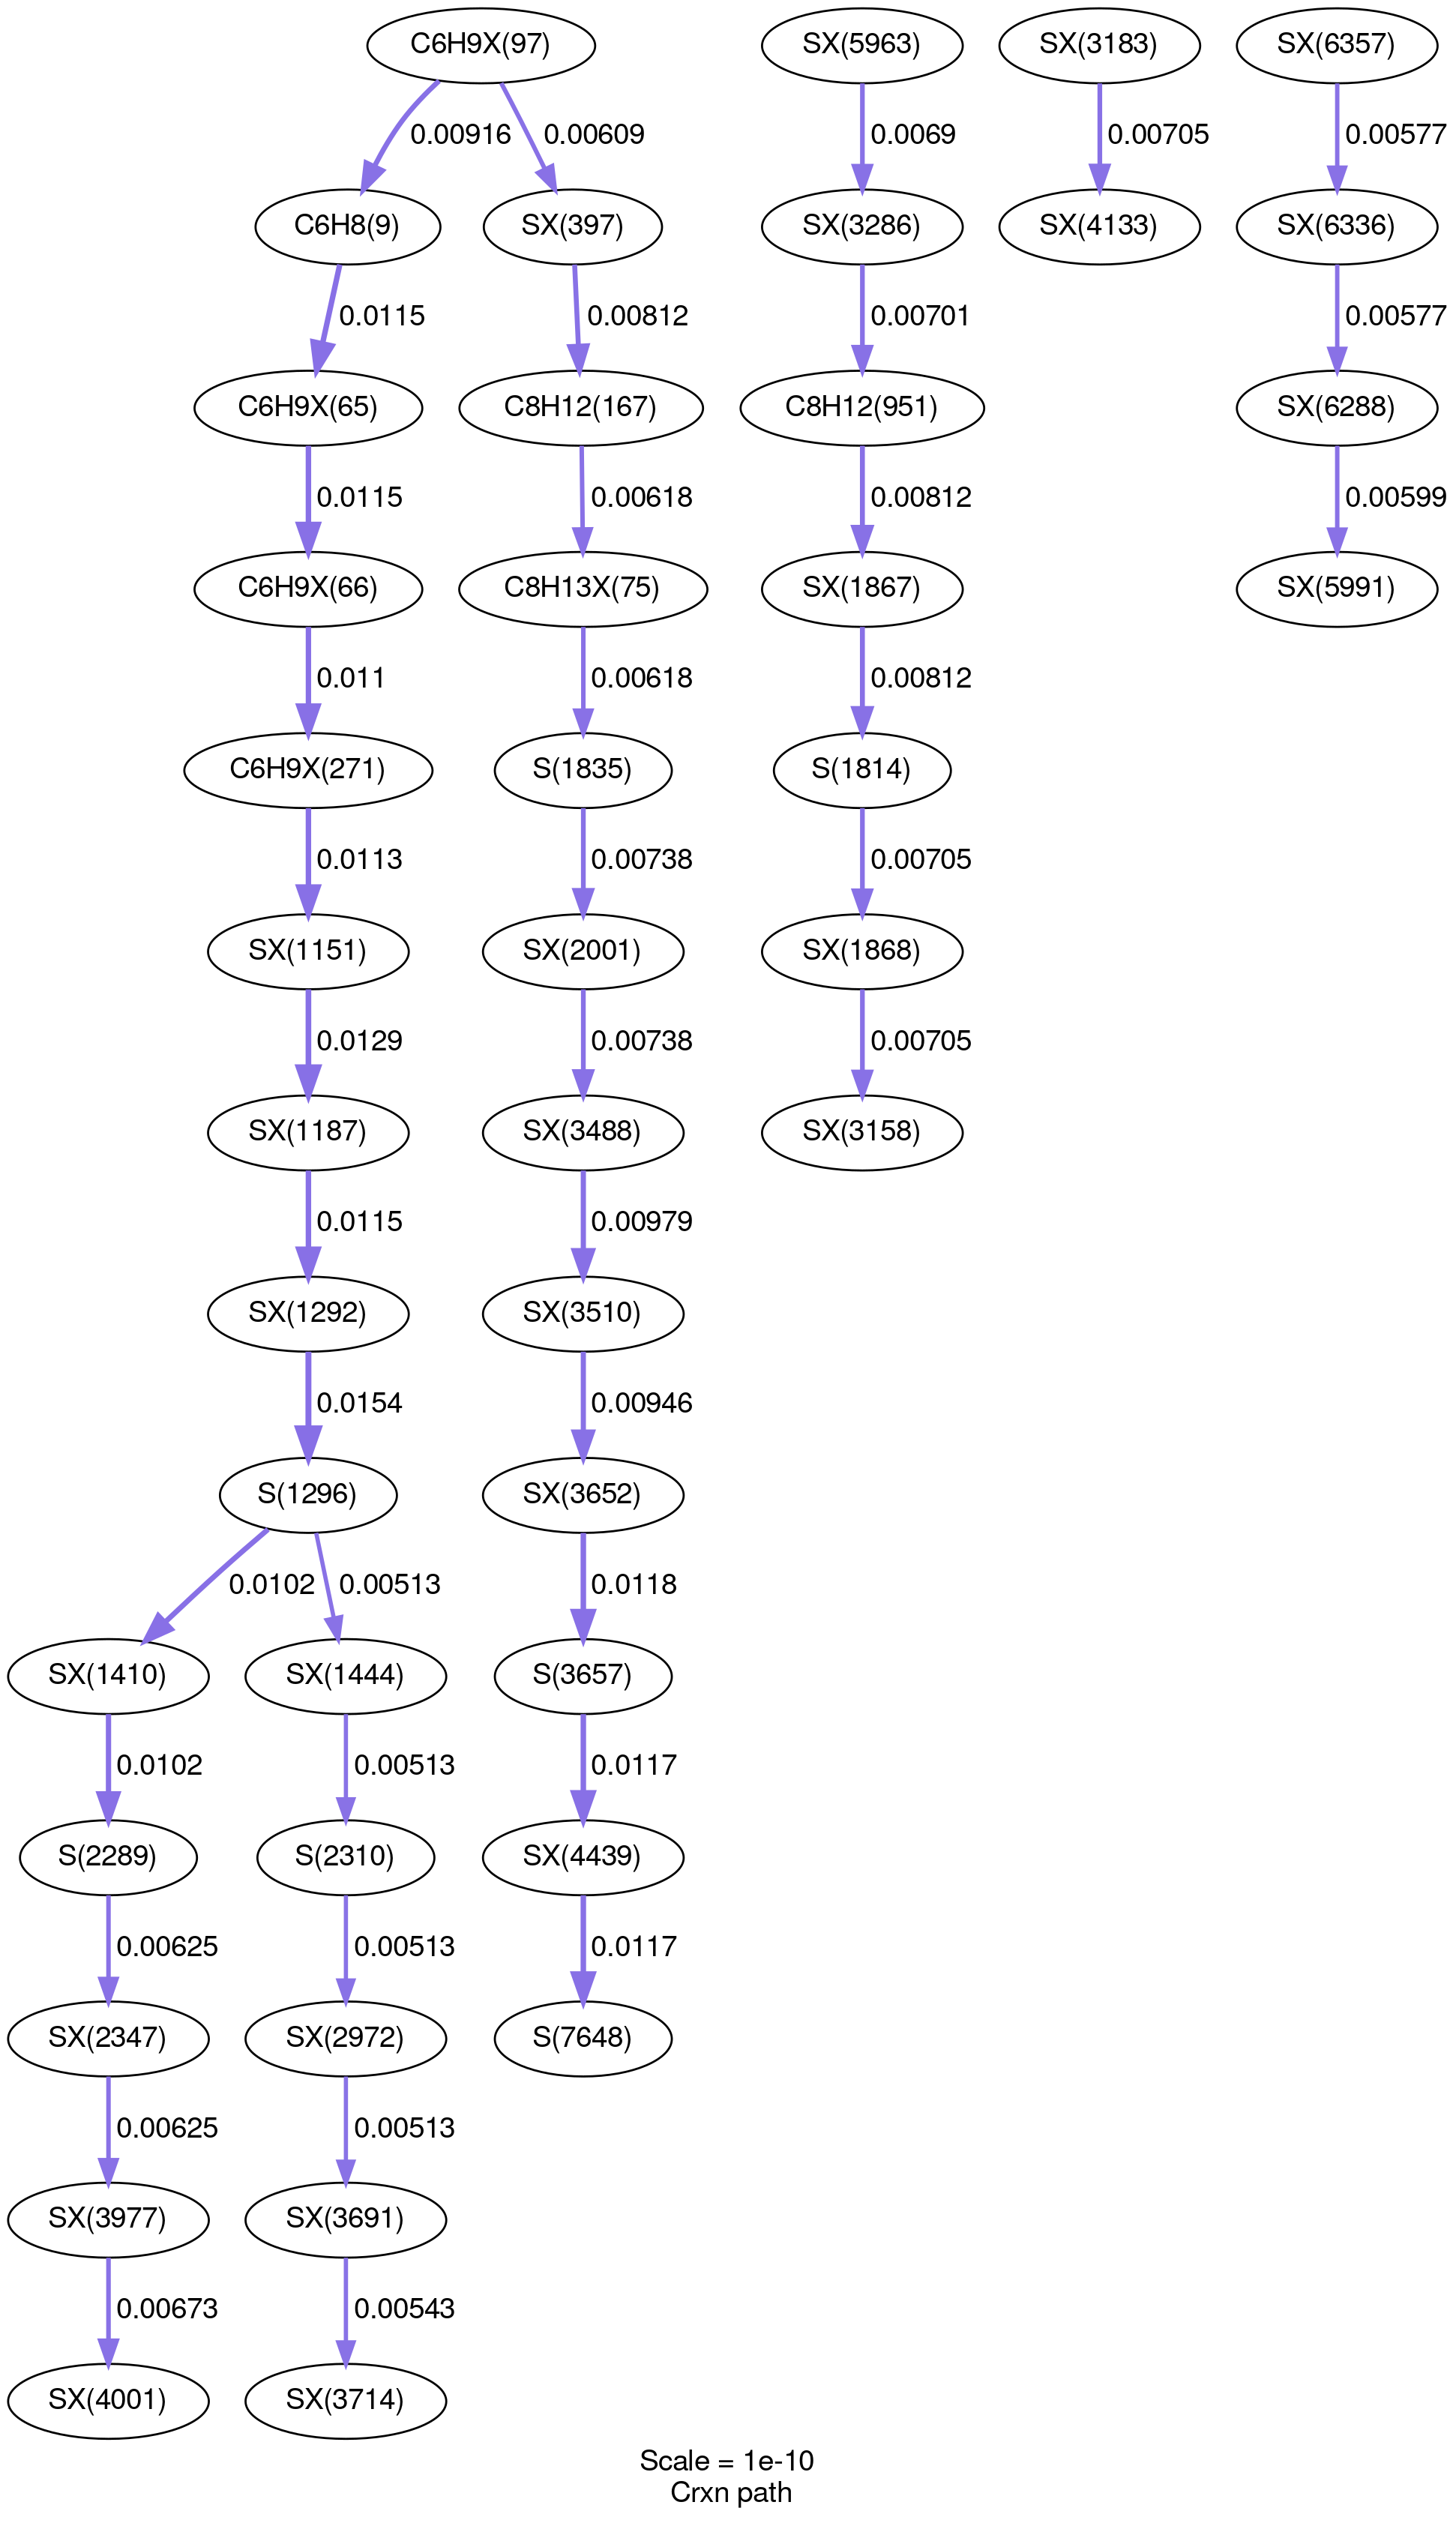 C6H9X(97)
SX(5963)
SX(3183)
SX(6357)
0.00916
0.00609
0.0069
0.00705
0.00577
C6H8(9)
SX(397)
SX(3286)
SX(4133)
SX(6336)
0.0115
0.00812
0.00701
0.00577
C6H9X(65)
C8H12(167)
C8H12(951)
SX(6288)
0.0115
0.00618
0.00812
0.00599
C6H9X(66)
C8H13X(75)
SX(1867)
SX(5991)
0.011
0.00618
0.00812
C6H9X(271)
S(1835)
S(1814)
0.0113
0.00738
0.00705
SX(1151)
SX(2001)
SX(1868)
0.0129
0.00738
0.00705
SX(1187)
SX(3488)
SX(3158)
0.0115
0.00979
SX(1292)
SX(3510)
0.0154
0.00946
S(1296)
SX(3652)
0.0102
0.00513
0.0118
SX(1410)
SX(1444)
S(3657)
0.0102
0.00513
0.0117
S(2289)
S(2310)
SX(4439)
0.00625
0.00513
0.0117
SX(2347)
SX(2972)
S(7648)
0.00625
0.00513
SX(3977)
SX(3691)
0.00673
0.00543
SX(4001)
SX(3714)
Scale = 1e-10
Crxn path